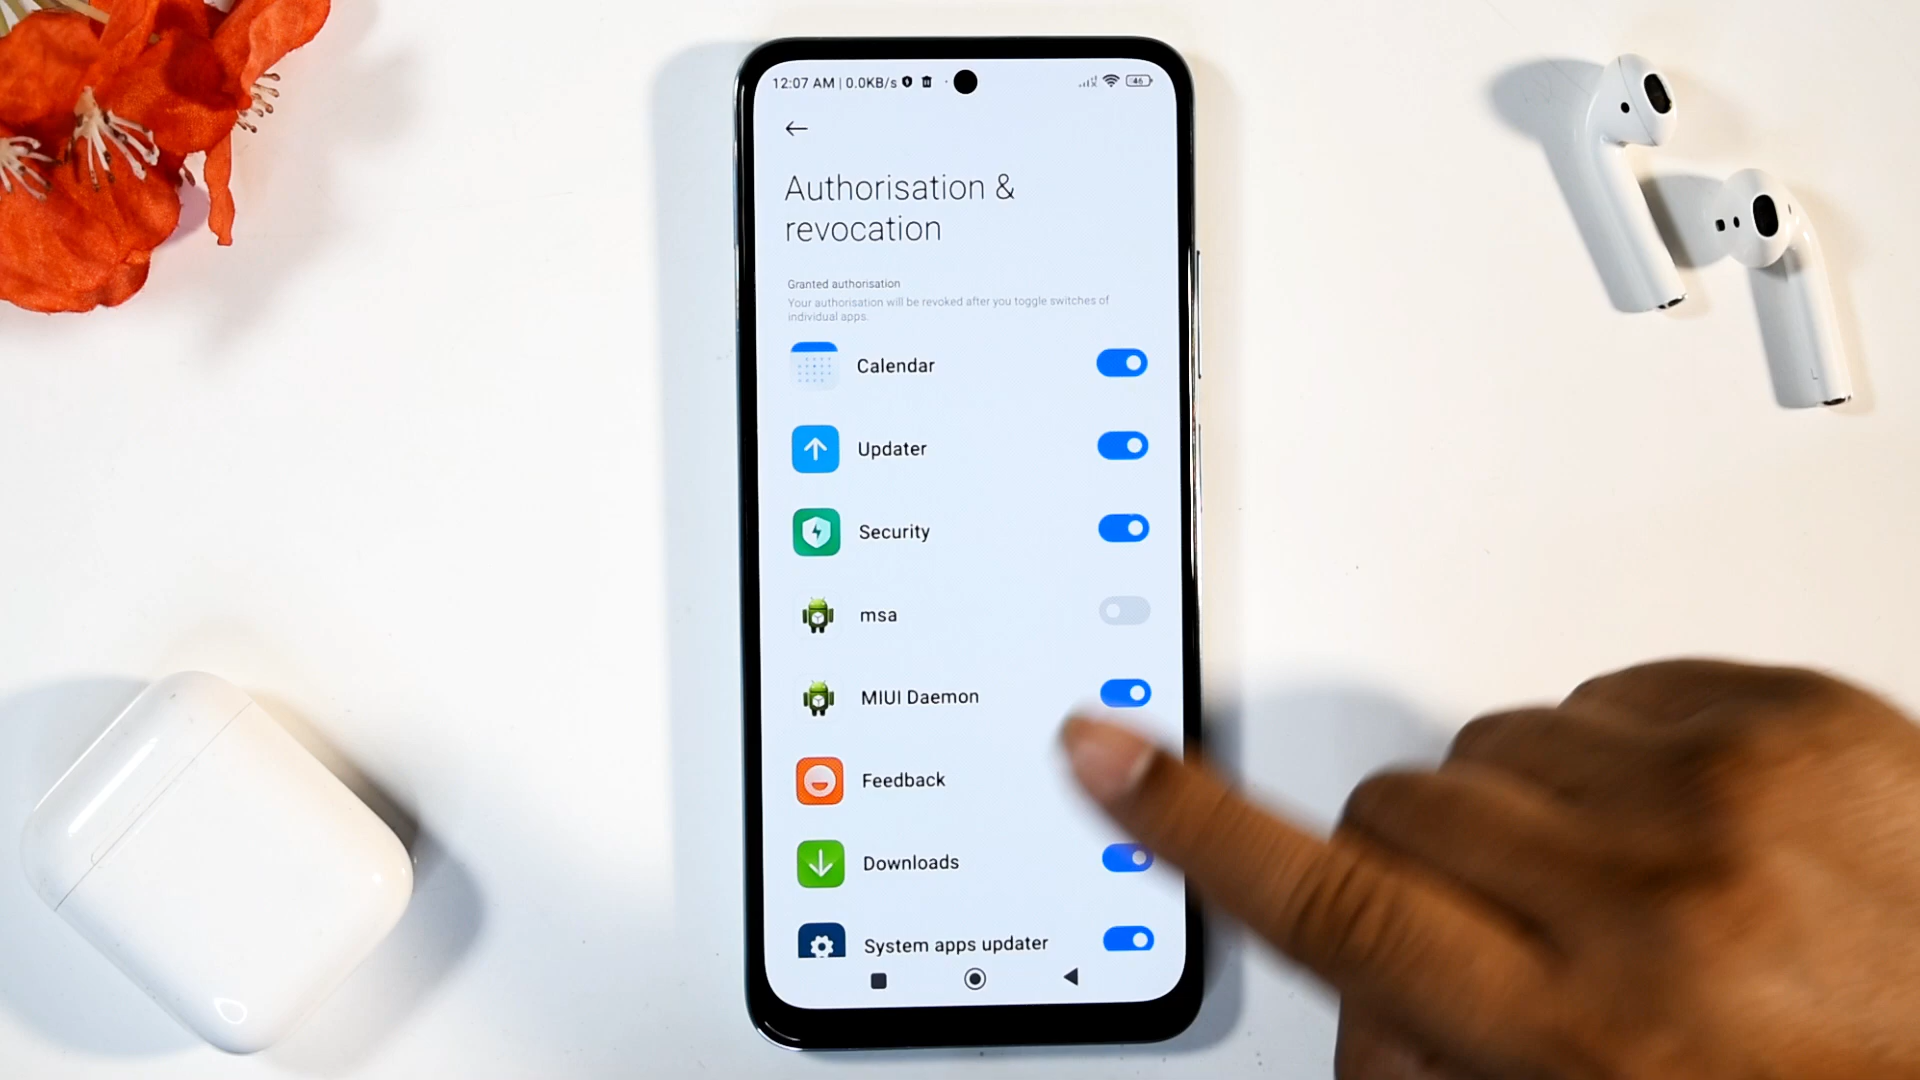 12:07 AM | 0.0KB/s
46
Authorisation &
revocation
Granted authorisation
Your authorisation will be revoked after you toggle switches of
individual apps.
Calendar
Updater
Security
msa
MIUI Daemon
Feedback
Downloads
System apps updater
L